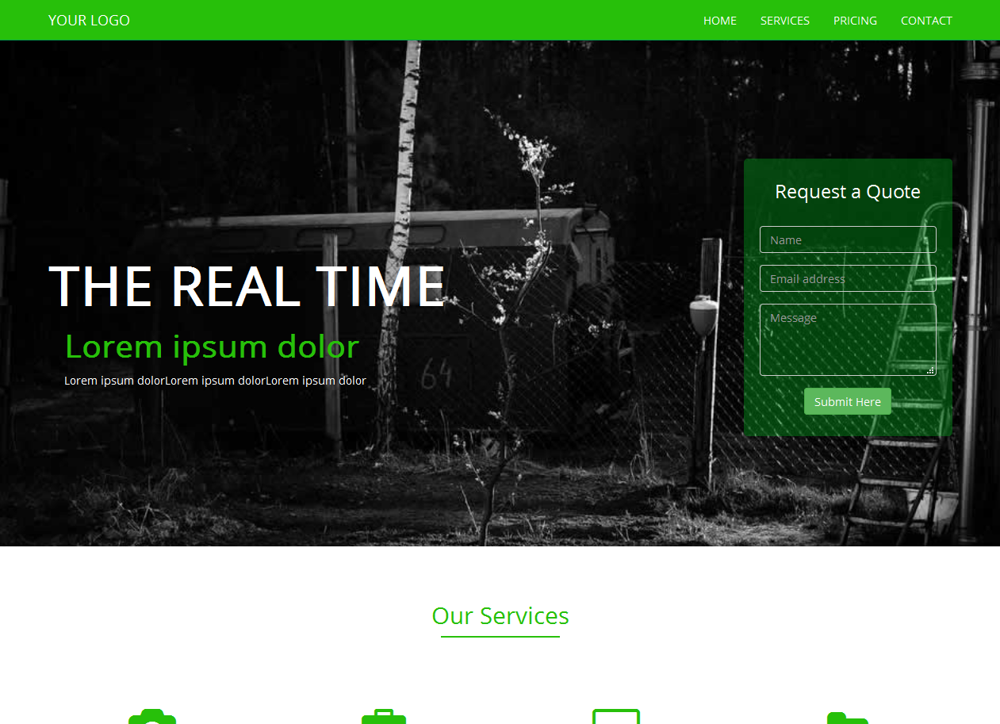 YOUR LOGO
HOME SERVICES PRICING CONTACT
Request a Quote
Name
Email address
Message
Submit Here
THE REAL TIME
Lorem ipsum dolor
Lorem ipsum dolorLorem ipsum dolorLorem ipsum dolor
64
Our Services